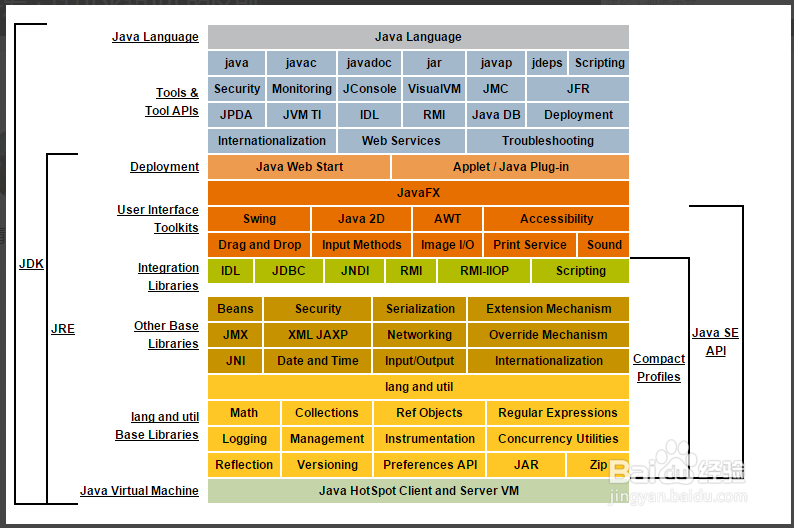 Java Language Java Language
java javac javadoc jar javap jdeps Scripting
Tools & Security Monitoring JConsole VisualVM JMC JFR
Tool APIs JPDA JVM TI IDL RMI Java DB Deployment
Internationalization Web Services Troubleshooting
Deployment Java Web Start Applet / Java Plug-in
JavaFX
User Interface Swing Java 2D AWT Accessibility
Toolkits Drag and Drop Input Methods Image I/O Print Service Sound
JDK
Integration IDL JDBC JNDI RMI RMI-IIOP Scripting
Libraries
Beans Security Serialization Extension Mechanism
JRE Other Base JMX XML JAXP Networking Override Mechanism Java SE
Libraries API
JNI Date and Time Input/Output Internationalization Compact
Profiles
lang and util
lang and util Math Collections Ref Objects Regular Expressions
Base Libraries Logging Management Instrumentation Concurrency Utilities
Reflection Versioning Preferences API JAR Zip
Java Virtual Machine Java HotSpot Client and Server VM
Baidu 经验
jingyan.baidu.com